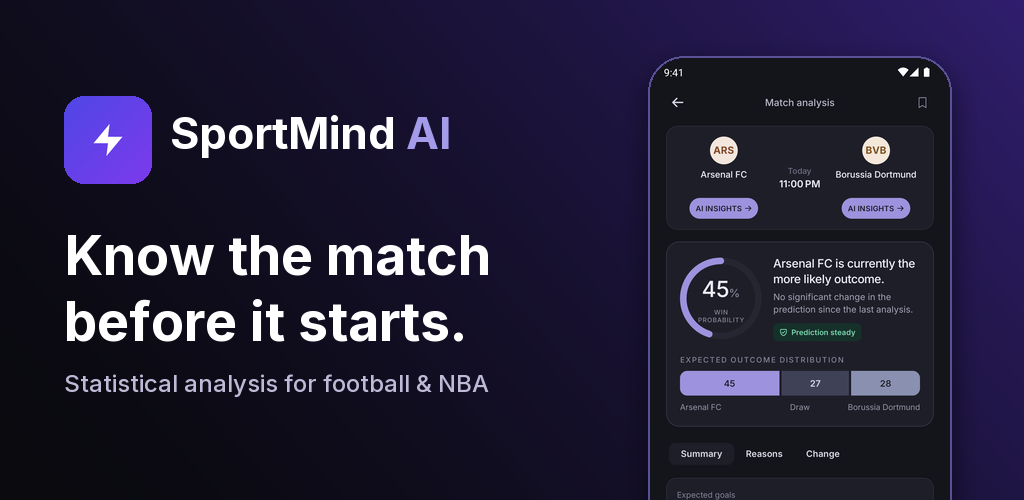 SportMind AI
Know the match
before it starts.
Statistical analysis for football & NBA
9:41
Match analysis
ARS
BVB
Arsenal FC
Today
11:00 PM
Borussia Dortmund
AI INSIGHTS →
AI INSIGHTS →
45%
WIN
PROBABILITY
Arsenal FC is currently the
more likely outcome.
No significant change in the
prediction since the last analysis.
Prediction steady
EXPECTED OUTCOME DISTRIBUTION
45 27 28
Arsenal FC Draw Borussia Dortmund
Summary Reasons Change
Expected goals